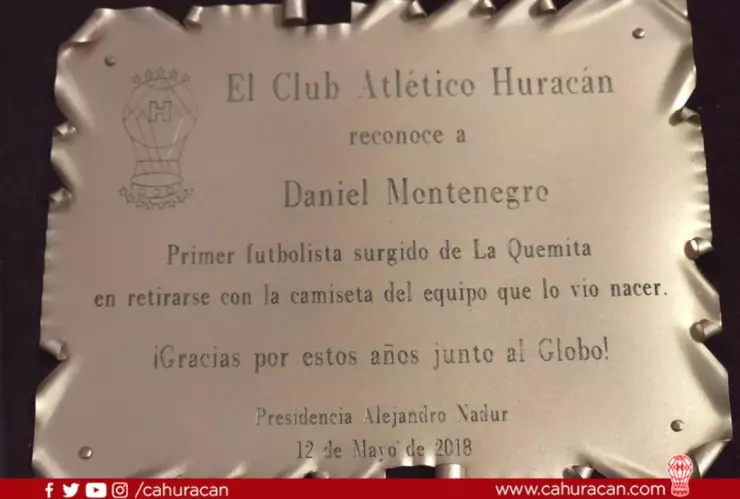 El Club Atlético Huracán
reconoce a
Daniel Montenegro
Primer futbolista surgido de La Quemita
en retirarse con la camiseta del equipo que lo vio nacer.
¡Gracias por estos años junto al Globo!
Presidencia Alejandro Nadur
12 de Mayo de 2018
/cahuracan
www.cahuracan.com
H